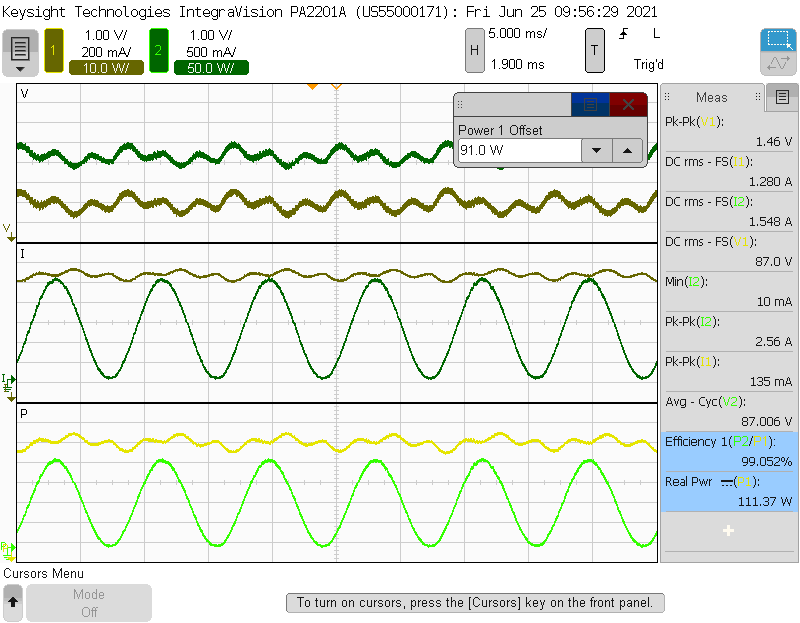 Keysight Technologies IntegraVision PA2201A (US55000171): Fri Jun 25 09:56:29 2021
1
1.00 V/
200 mA/
10.0 W/
2
1.00 V/
500 mA/
50.0 W/
H
5.000 ms/
1.900 ms
T
L
Trig'd
V
Power 1 Offset
91.0 W
V
I
I
P
P
Meas
Pk-Pk(V1):
1.46 V
DC rms - FS(I1):
1.280 A
DC rms - FS(I2):
1.548 A
DC rms - FS(V1):
87.0 V
Min(I2):
10 mA
Pk-Pk(I2):
2.56 A
Pk-Pk(I1):
135 mA
Avg - Cyc(V2):
87.006 V
Efficiency 1(P2/P ):
99.052%
Real Pwr (P1):
111.37 W
Cursors Menu
Mode
Off
To turn on cursors, press the [Cursors] key on the front panel.